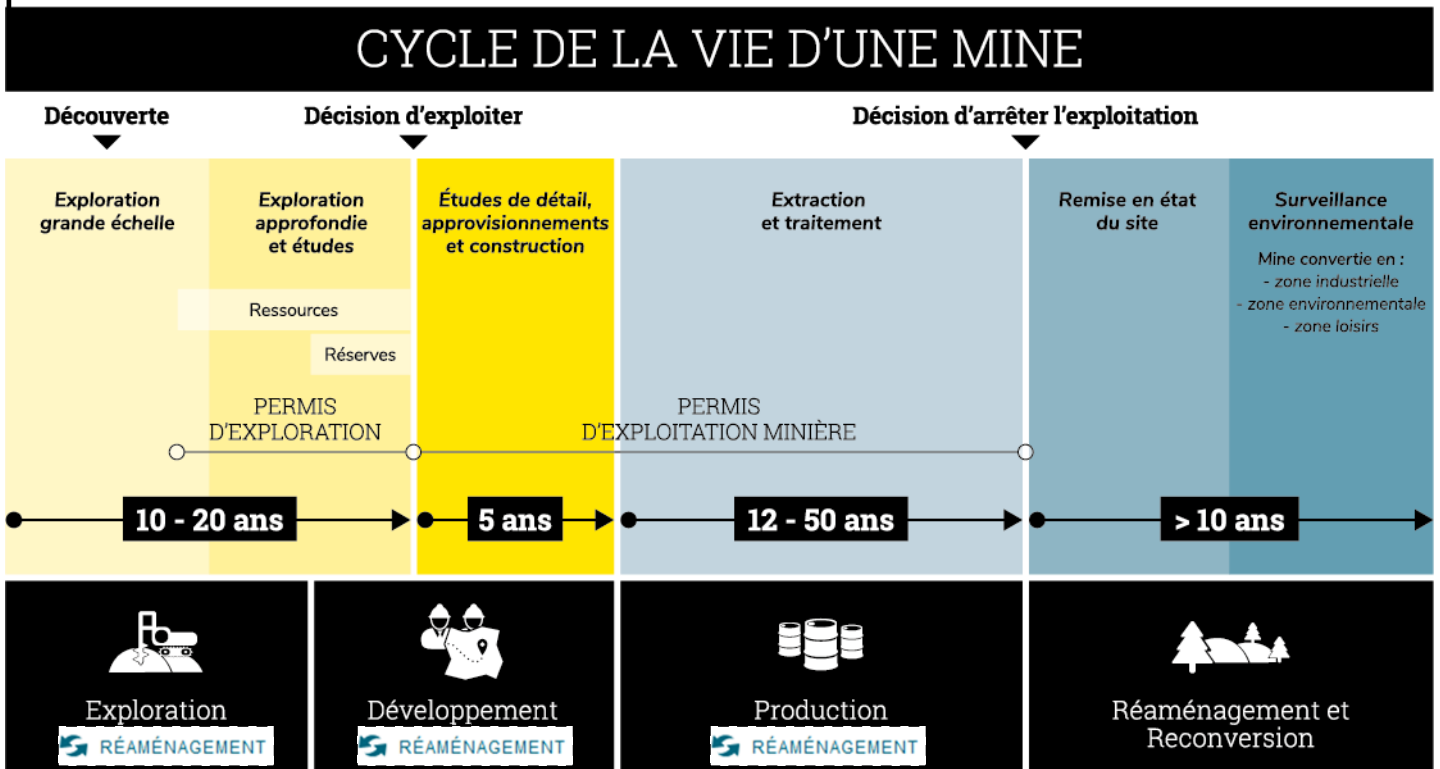 CYCLE DE LA VIE D'UNE MINE
Découverte
Décision d'exploiter
Décision d'arrêter l'exploitation
Exploration
grande échelle
Exploration
approfondie
et études
Études de détail,
approvisionnements
et construction
Extraction
et traitement
Remise en état
du site
Surveillance
environnementale
Mine convertie en :
- zone industrielle
- zone environnementale
- zone loisirs
Ressources
Réserves
PERMIS
D'EXPLORATION
PERMIS
D'EXPLOITATION MINIÈRE
10 - 20 ans
5 ans
12 - 50 ans
> 10 ans
Exploration
RÉAMÉNAGEMENT
Développement
RÉAMÉNAGEMENT
Production
RÉAMÉNAGEMENT
Réaménagement et
Reconversion